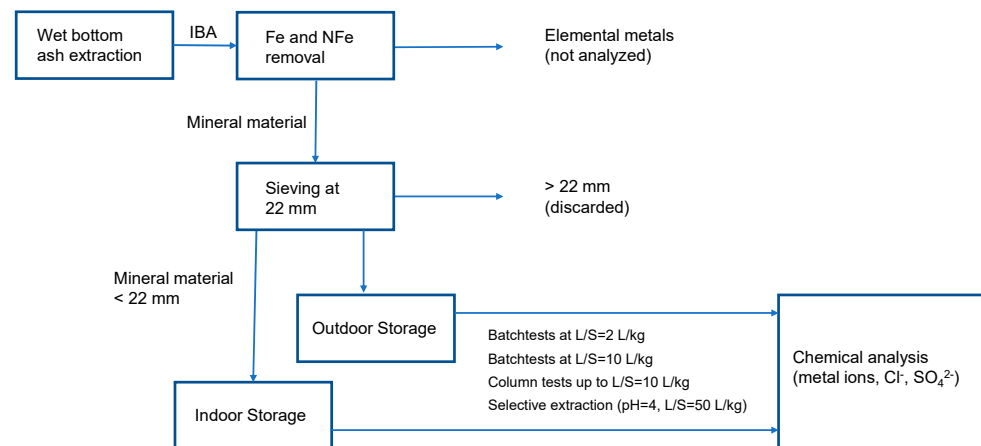 Wet bottom
ash extraction
IBA
Fe and NFe
removal
Elemental metals
(not analyzed)
Mineral material
Sieving at
22 mm
> 22 mm
(discarded)
Mineral material
< 22 mm
Outdoor Storage
Batchtests at L/S=2 L/kg
Batchtests at L/S=10 L/kg
Column tests up to L/S=10 L/kg
Selective extraction (pH=4, L/S=50 L/kg)
Chemical analysis
(metal ions, Cl⁻, SO₄²⁻)
Indoor Storage